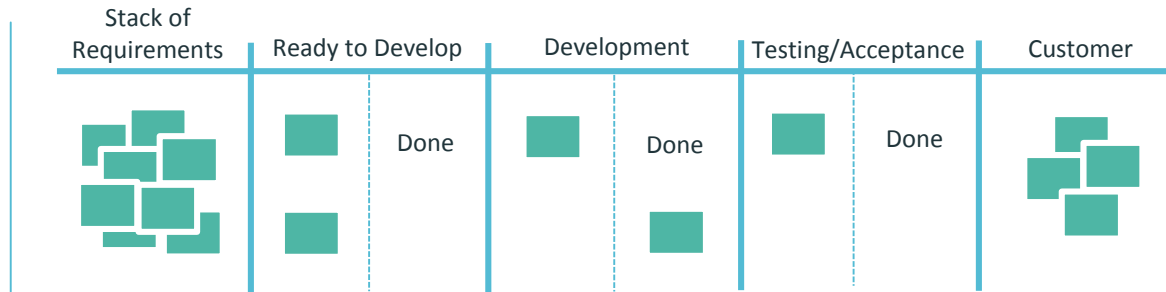 Stack of
Requirements
Ready to Develop
Development
Testing/Acceptance
Customer
Done
Done
Done